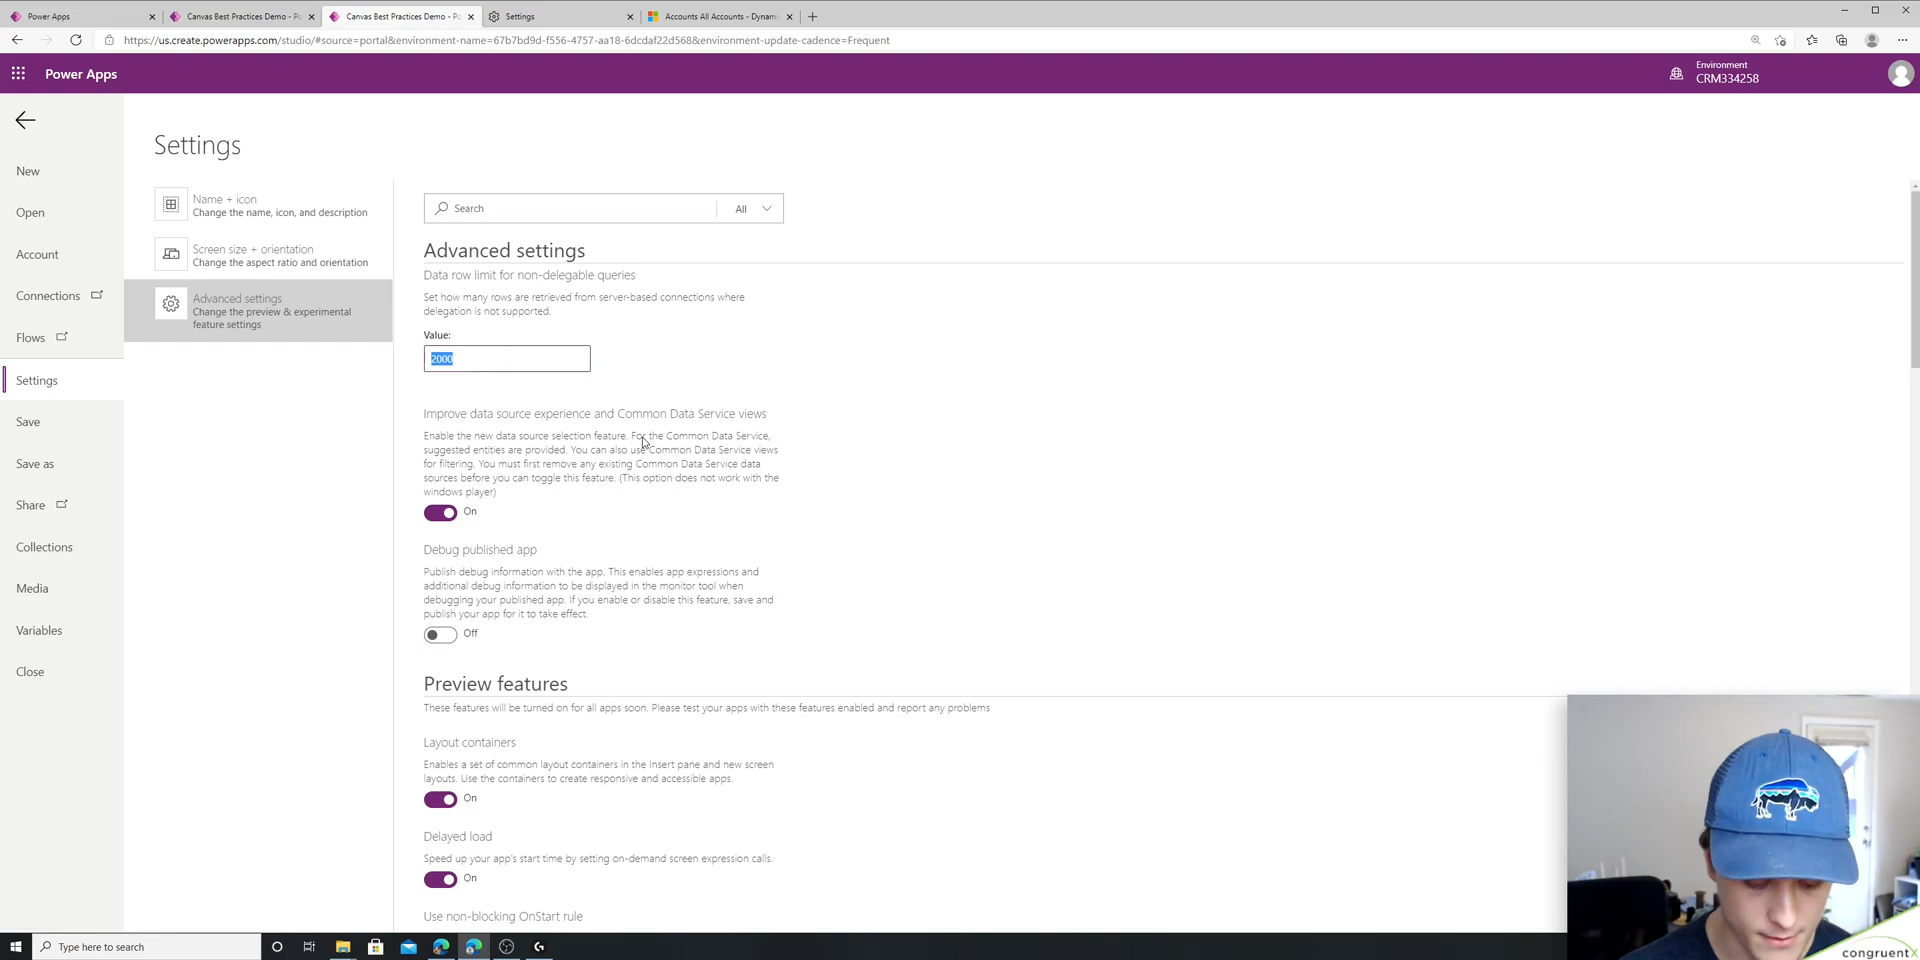 Power Apps
Canvas Best Practices Demo - Po
Canvas Best Practices Demo - Po
Settings
Accounts All Accounts - Dynami
https://us.create.powerapps.com/studio/#source=portal&environment-name=67b7bd9d-f556-4757-aa18-6dcdaf22d568&environment-update-cadence=Frequent
Power Apps
Environment
CRM334258
New
Open
Account
Connections
Flows
Settings
Save
Save as
Share
Collections
Media
Variables
Close
Settings
Name + icon
Change the name, icon, and description
Screen size + orientation
Change the aspect ratio and orientation
Advanced settings
Change the preview & experimental
feature settings
Search
All
Advanced settings
Data row limit for non-delegable queries
Set how many rows are retrieved from server-based connections where
delegation is not supported.
Value:
2000
Improve data source experience and Common Data Service views
Enable the new data source selection feature. For the Common Data Service,
suggested entities are provided. You can also use Common Data Service views
for filtering. You must first remove any existing Common Data Service data
sources before you can toggle this feature. (This option does not work with the
windows player)
On
Debug published app
Publish debug information with the app. This enables app expressions and
additional debug information to be displayed in the monitor tool when
debugging your published app. If you enable or disable this feature, save and
publish your app for it to take effect.
Off
Preview features
These features will be turned on for all apps soon. Please test your apps with these features enabled and report any problems
Layout containers
Enables a set of common layout containers in the Insert pane and new screen
layouts. Use the containers to create responsive and accessible apps.
On
Delayed load
Speed up your app's start time by setting on-demand screen expression calls.
On
Use non-blocking OnStart rule
Type here to search
congruentX